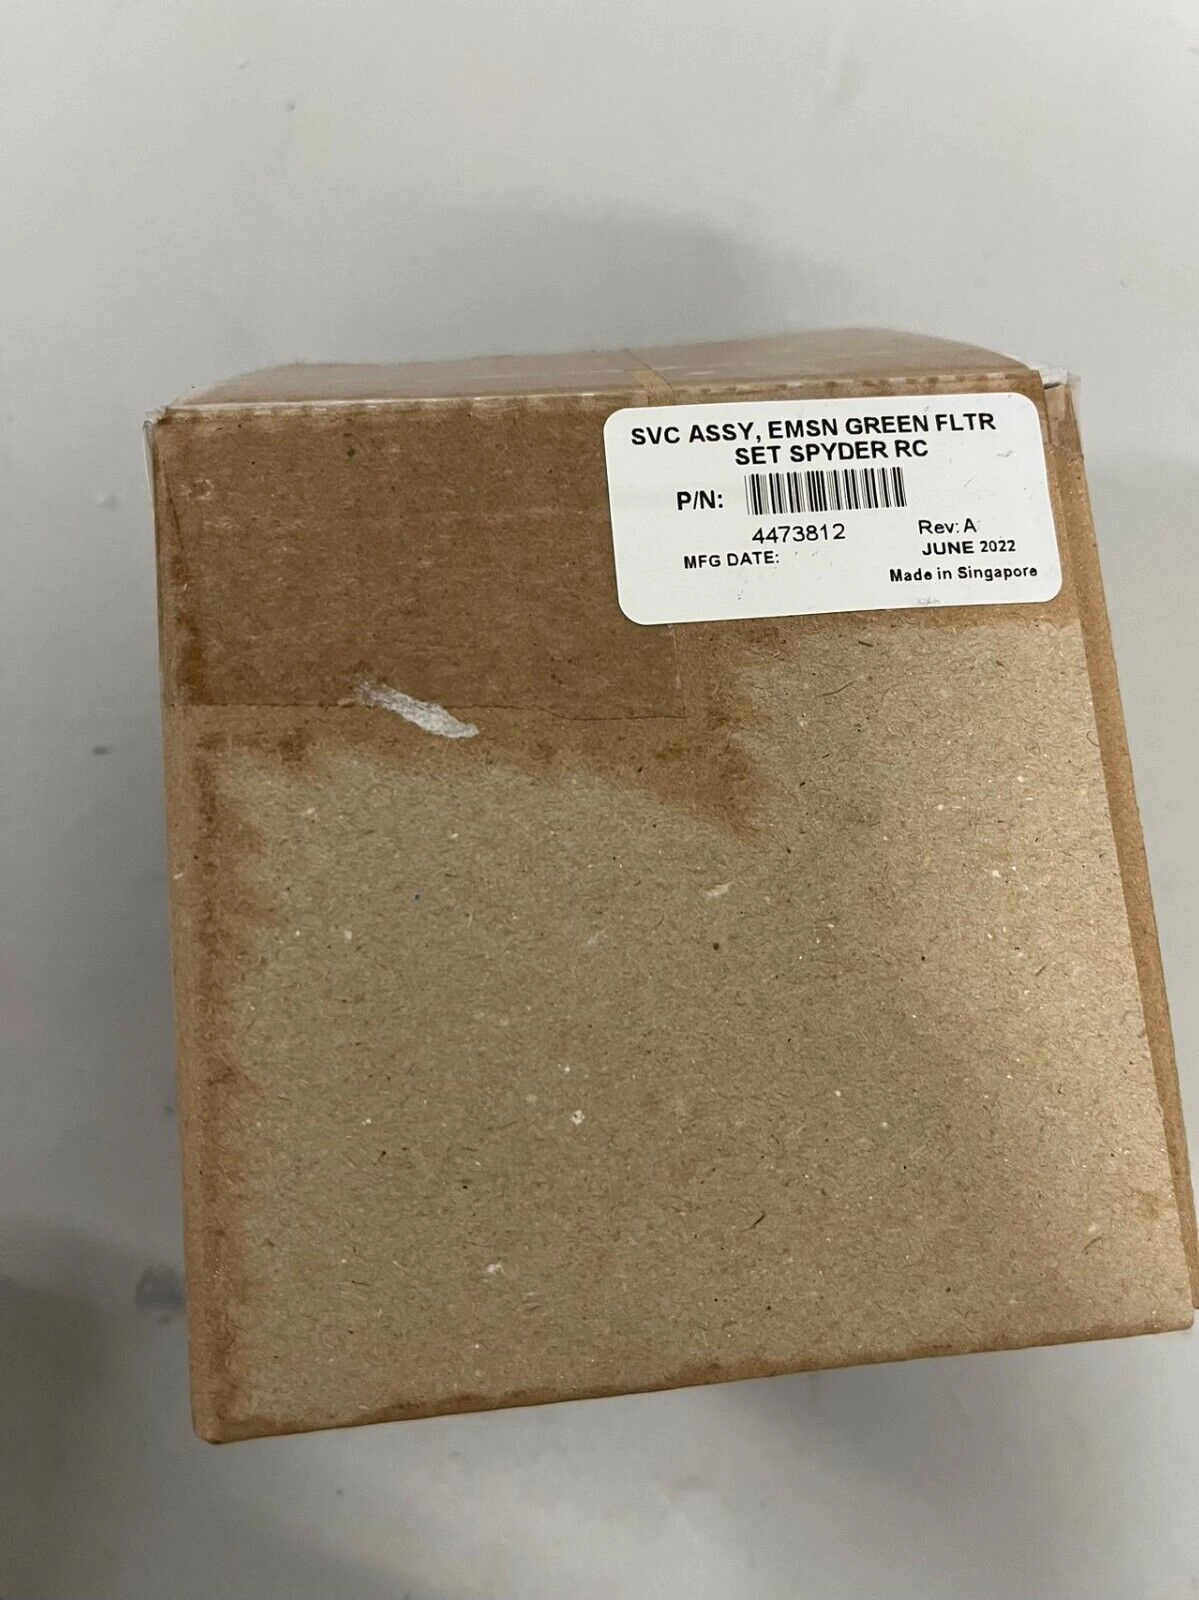 SVC ASSY, EMSN GREEN FLTR
SET SPYDER RC
P/N:
4473812 Rev: A
MFG DATE: JUNE 2022
Made in Singapore